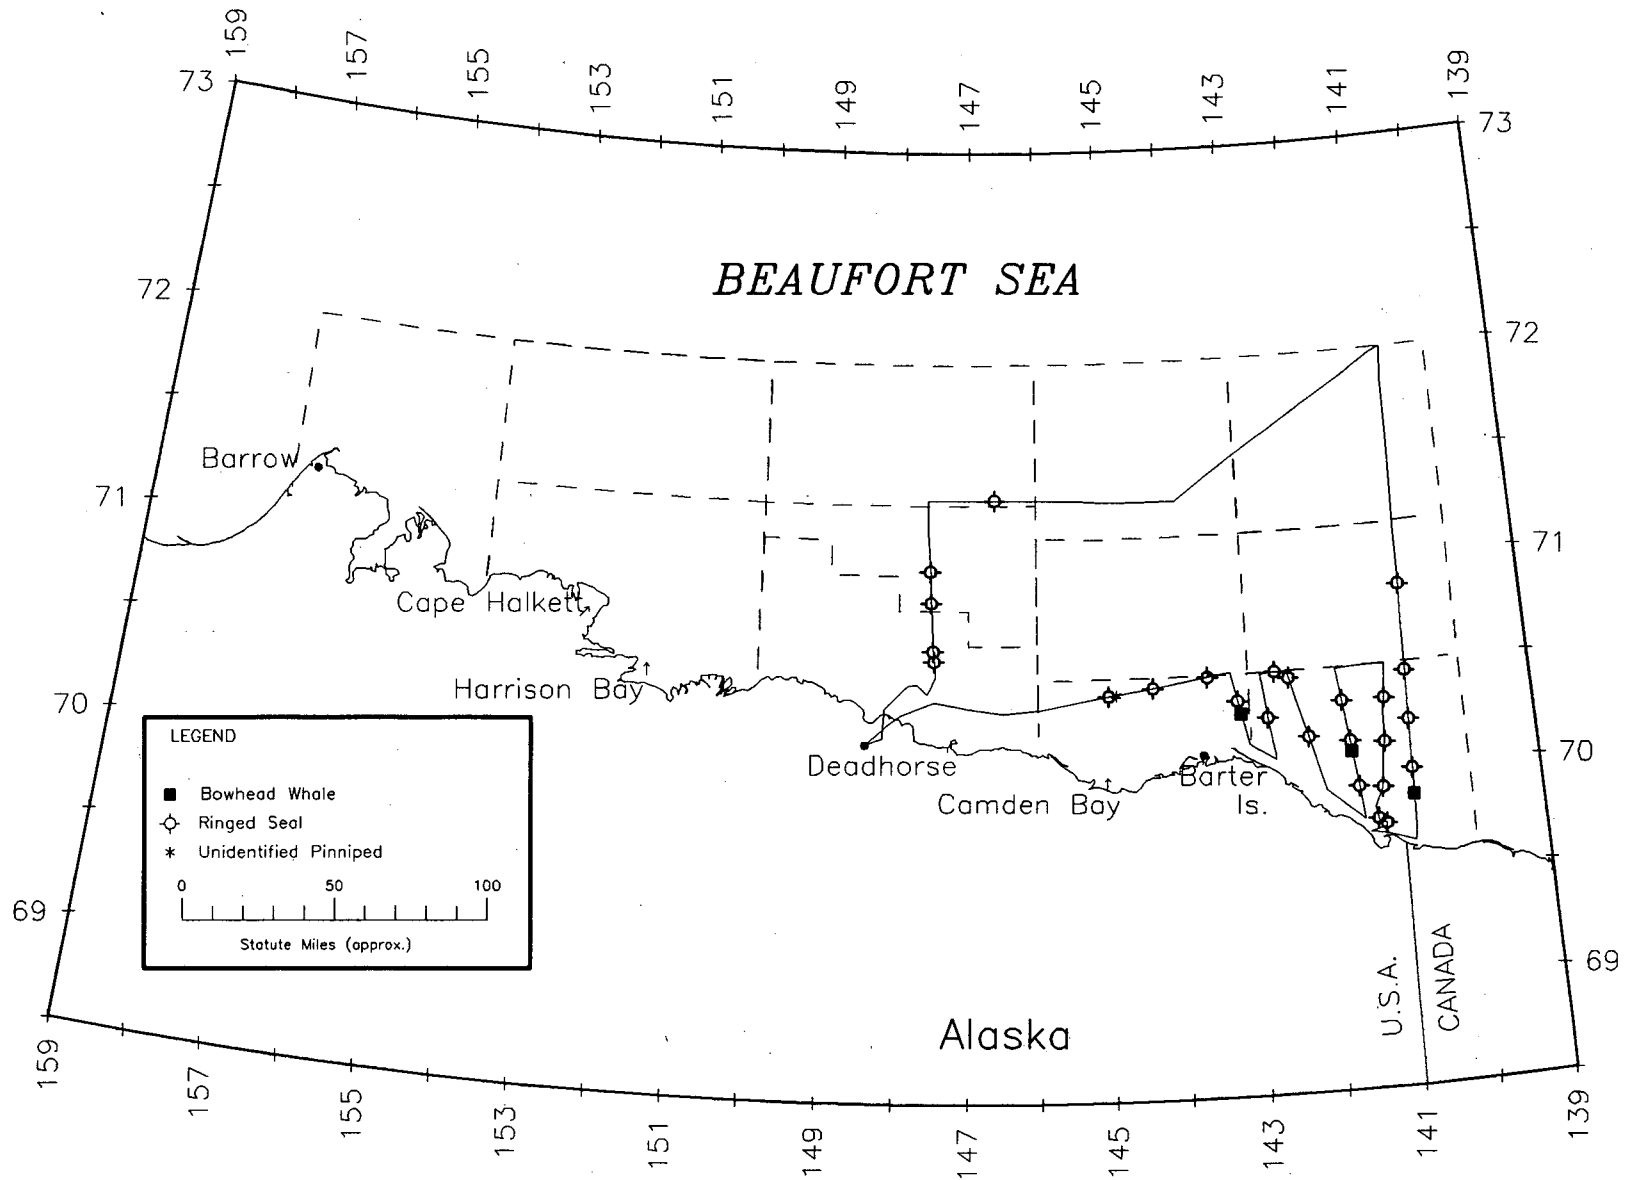 159
157
155
153
151
149
147
145
143
141
139
73
73
BEAUFORT SEA
72
72
Barrow
71
71
Cape Halkett
Harrison Bay
70
70
Deadhorse
Barter
Is.
Camden Bay
LEGEND
Bowhead Whale
Ringed Seal
Unidentified Pinniped
0 50 100
Statute Miles (approx.)
69
69
U.S.A.
CANADA
Alaska
159
157
155
153
151
149
147
145
143
141
139